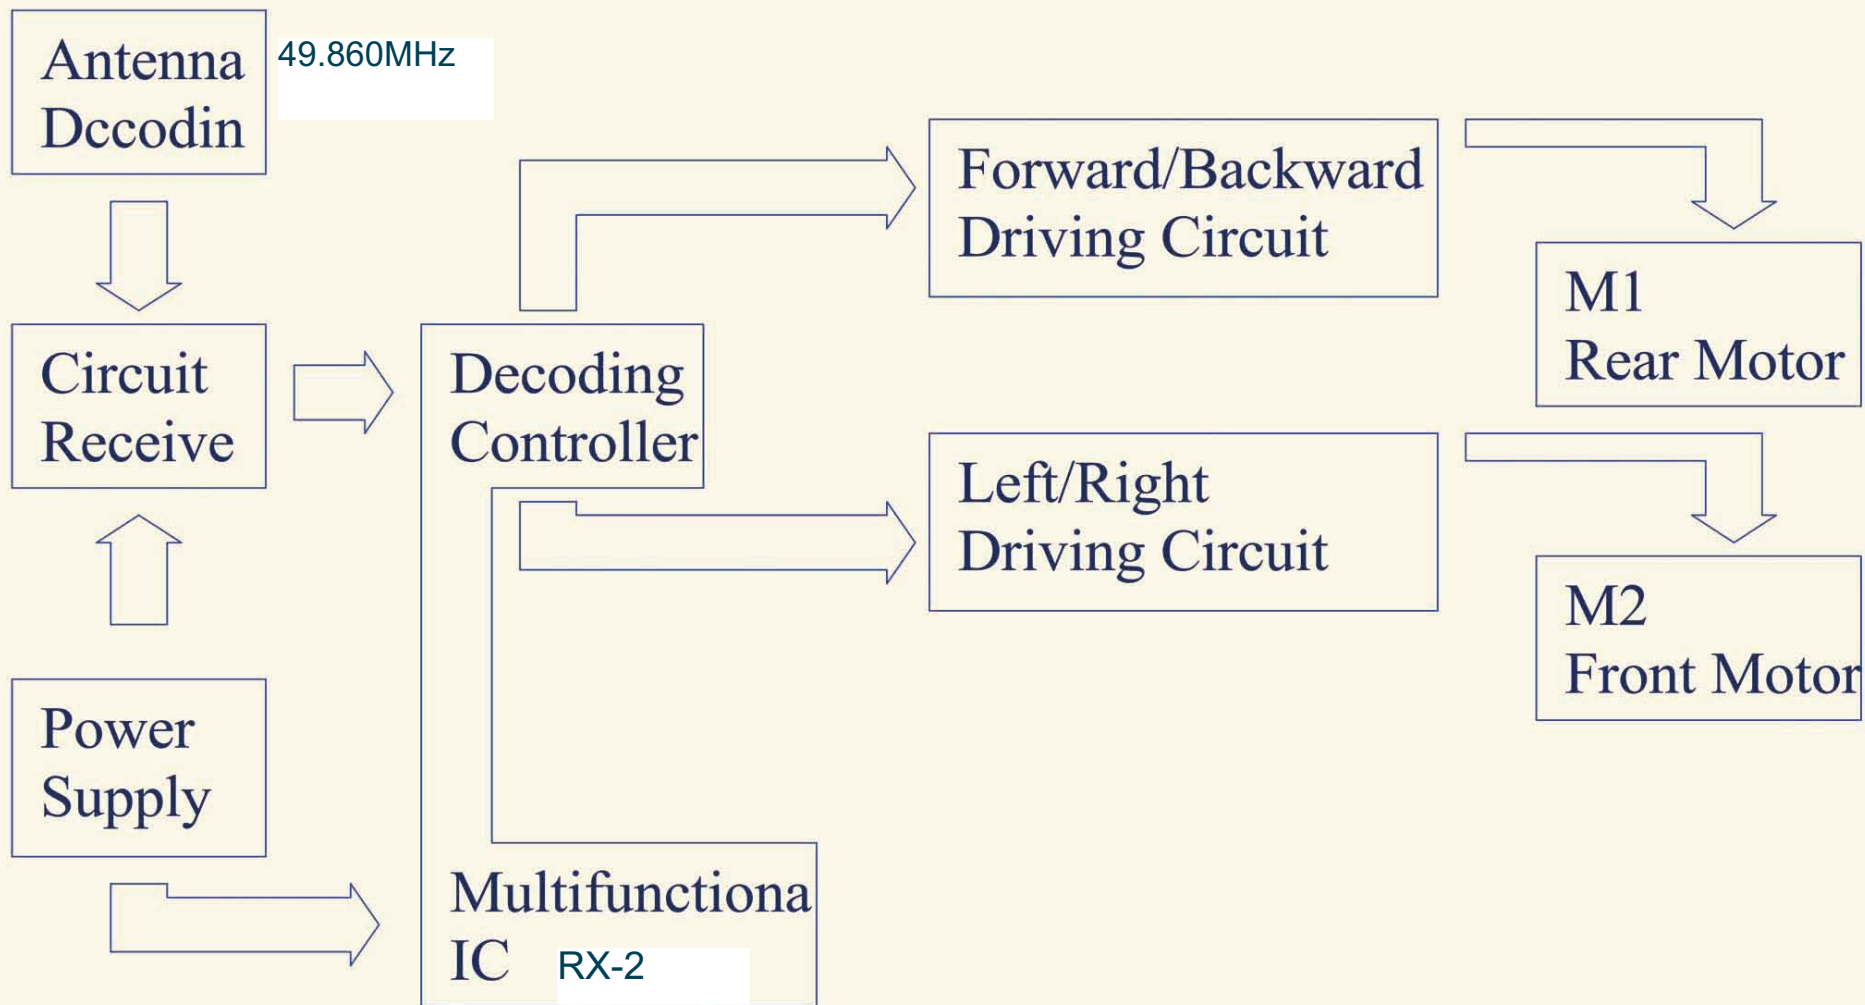 Antenna
Dccodin
49.860MHz
Forward/Backward
Driving Circuit
M1
Rear Motor
Circuit
Receive
Decoding
Controller
Left/Right
Driving Circuit
M2
Front Motor
Power
Supply
Multifunctiona
IC
RX-2